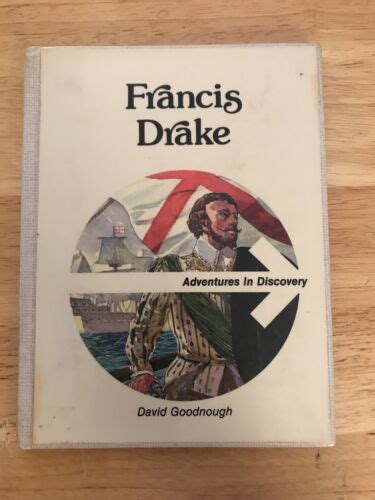 Francis
Drake
Adventures In Discovery
David Goodnough